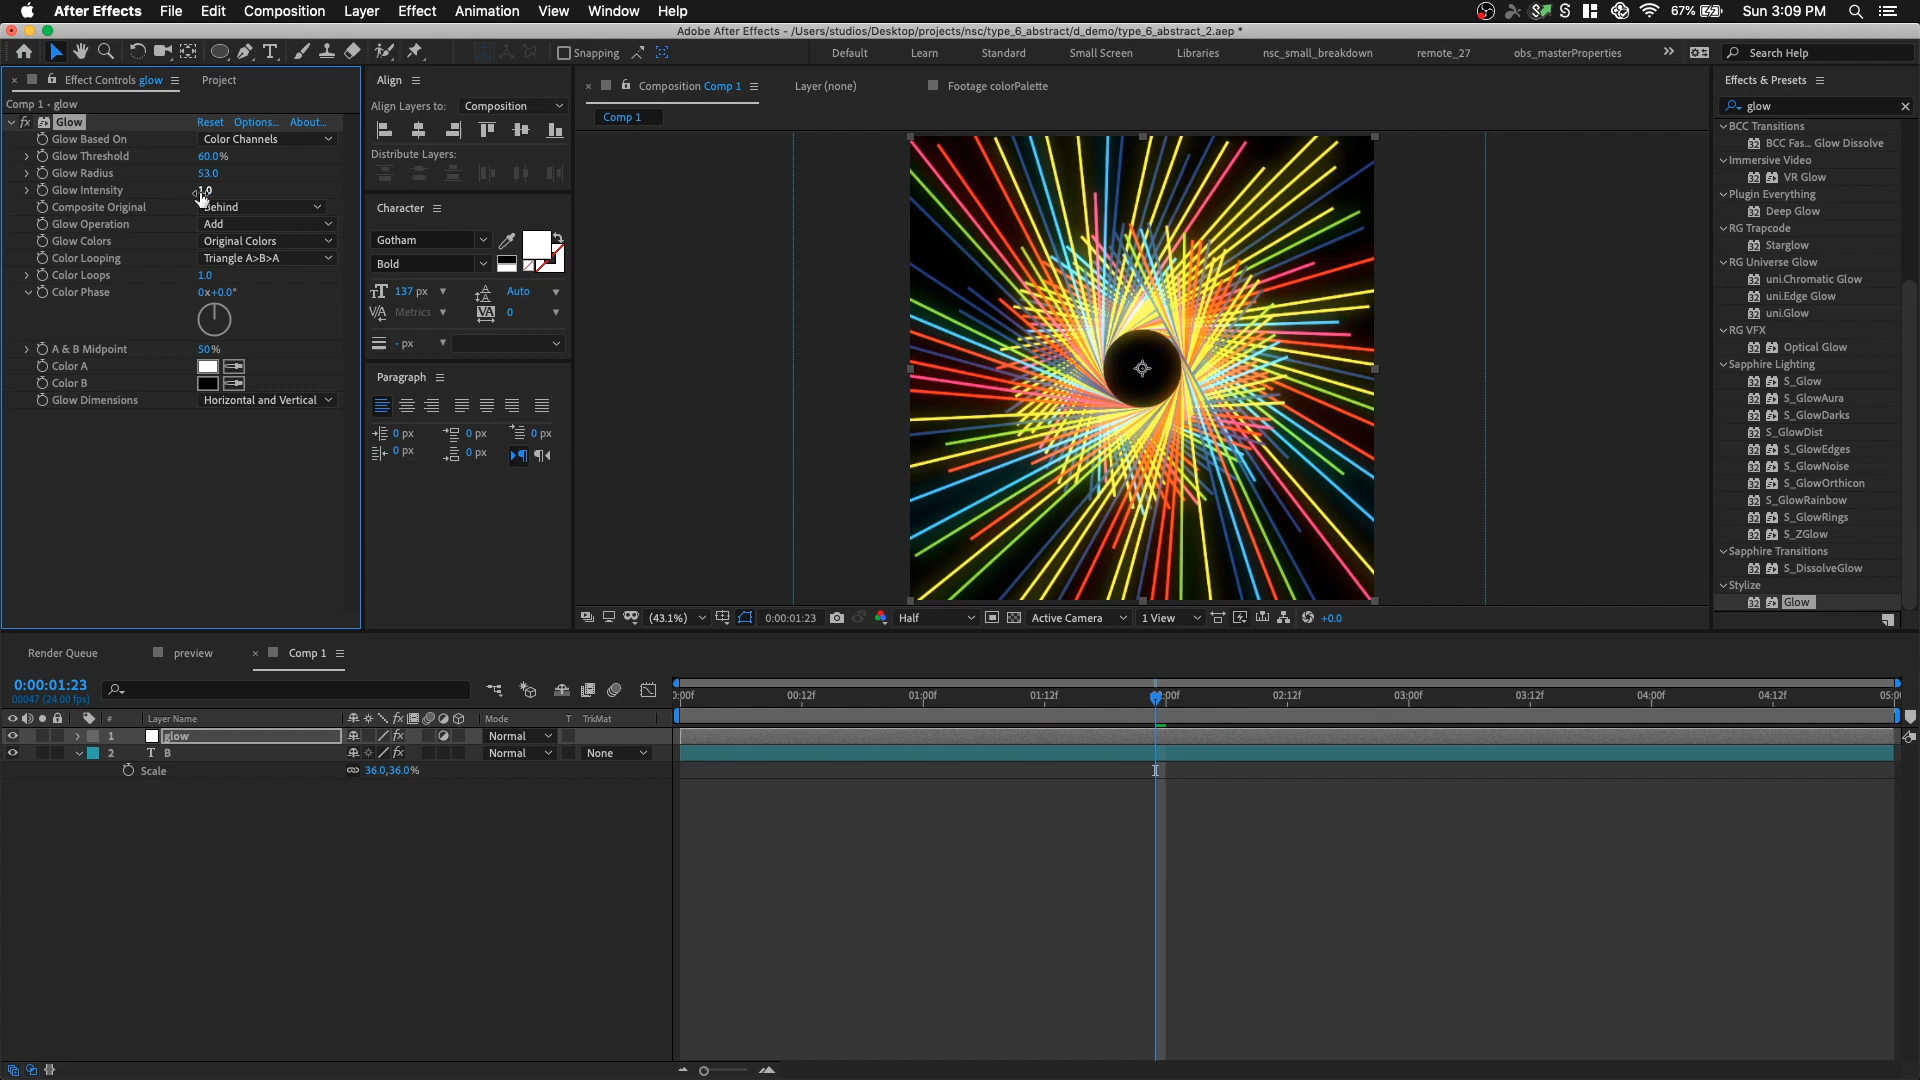 After Effects File Edit Composition Layer Effect Animation View Window Help 67% Sun 3:09 PM
Adobe After Effects - /Users/studios/Desktop/projects/nsc/type_6_abstract/d_demo/type_6_abstract_2.aep *
Snapping Default Learn Standard Small Screen Libraries nsc_small_breakdown remote_27 obs_masterProperties Search Help
Effect Controls glow Project
Comp 1 • glow
fx Glow Reset Options... About...
Glow Based On Color Channels
Glow Threshold 60.0%
Glow Radius 53.0
Glow Intensity 1.0
Composite Original Behind
Glow Operation Add
Glow Colors Original Colors
Color Looping Triangle A>B>A
Color Loops 1.0
Color Phase 0x+0.0°
A & B Midpoint 50%
Color A
Color B
Glow Dimensions Horizontal and Vertical
Align
Align Layers to: Composition
Distribute Layers:
Character
Gotham
Bold
137 px Auto
Metrics 0
- px
Paragraph
0 px 0 px 0 px
0 px 0 px
Composition Comp 1 Layer (none) Footage colorPalette
Comp 1
(43.1%) 0:00:01:23 Half Active Camera 1 View +0.0
Effects & Presets
glow
BCC Transitions
BCC Fas... Glow Dissolve
Immersive Video
VR Glow
Plugin Everything
Deep Glow
RG Trapcode
Starglow
RG Universe Glow
uni.Chromatic Glow
uni.Edge Glow
uni.Glow
RG VFX
Optical Glow
Sapphire Lighting
S_Glow
S_GlowAura
S_GlowDarks
S_GlowDist
S_GlowEdges
S_GlowNoise
S_GlowOrthicon
S_GlowRainbow
S_GlowRings
S_ZGlow
Sapphire Transitions
S_DissolveGlow
Stylize
Glow
Render Queue preview Comp 1
0:00:01:23
00047 (24.00 fps)
:00f 00:12f 01:00f 01:12f :00f 02:12f 03:00f 03:12f 04:00f 04:12f 05:0
# Layer Name Mode T TrkMat
1 glow Normal
2 T B Normal None
Scale 36.0,36.0%